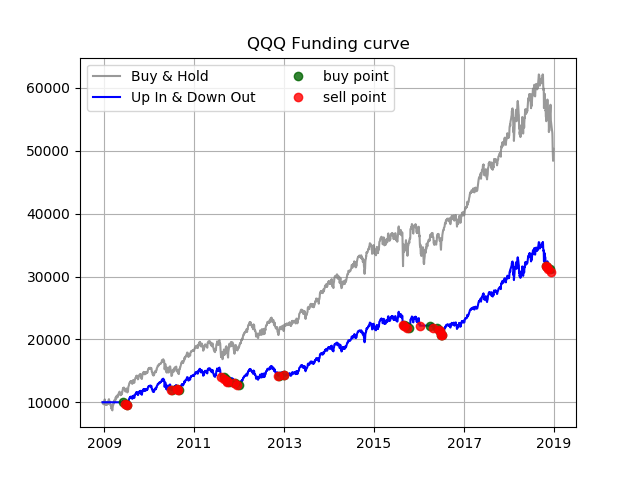 QQQ Funding curve
Buy & Hold
Up In & Down Out
buy point
sell point
60000
50000
40000
30000
20000
10000
2009 2011 2013 2015 2017 2019